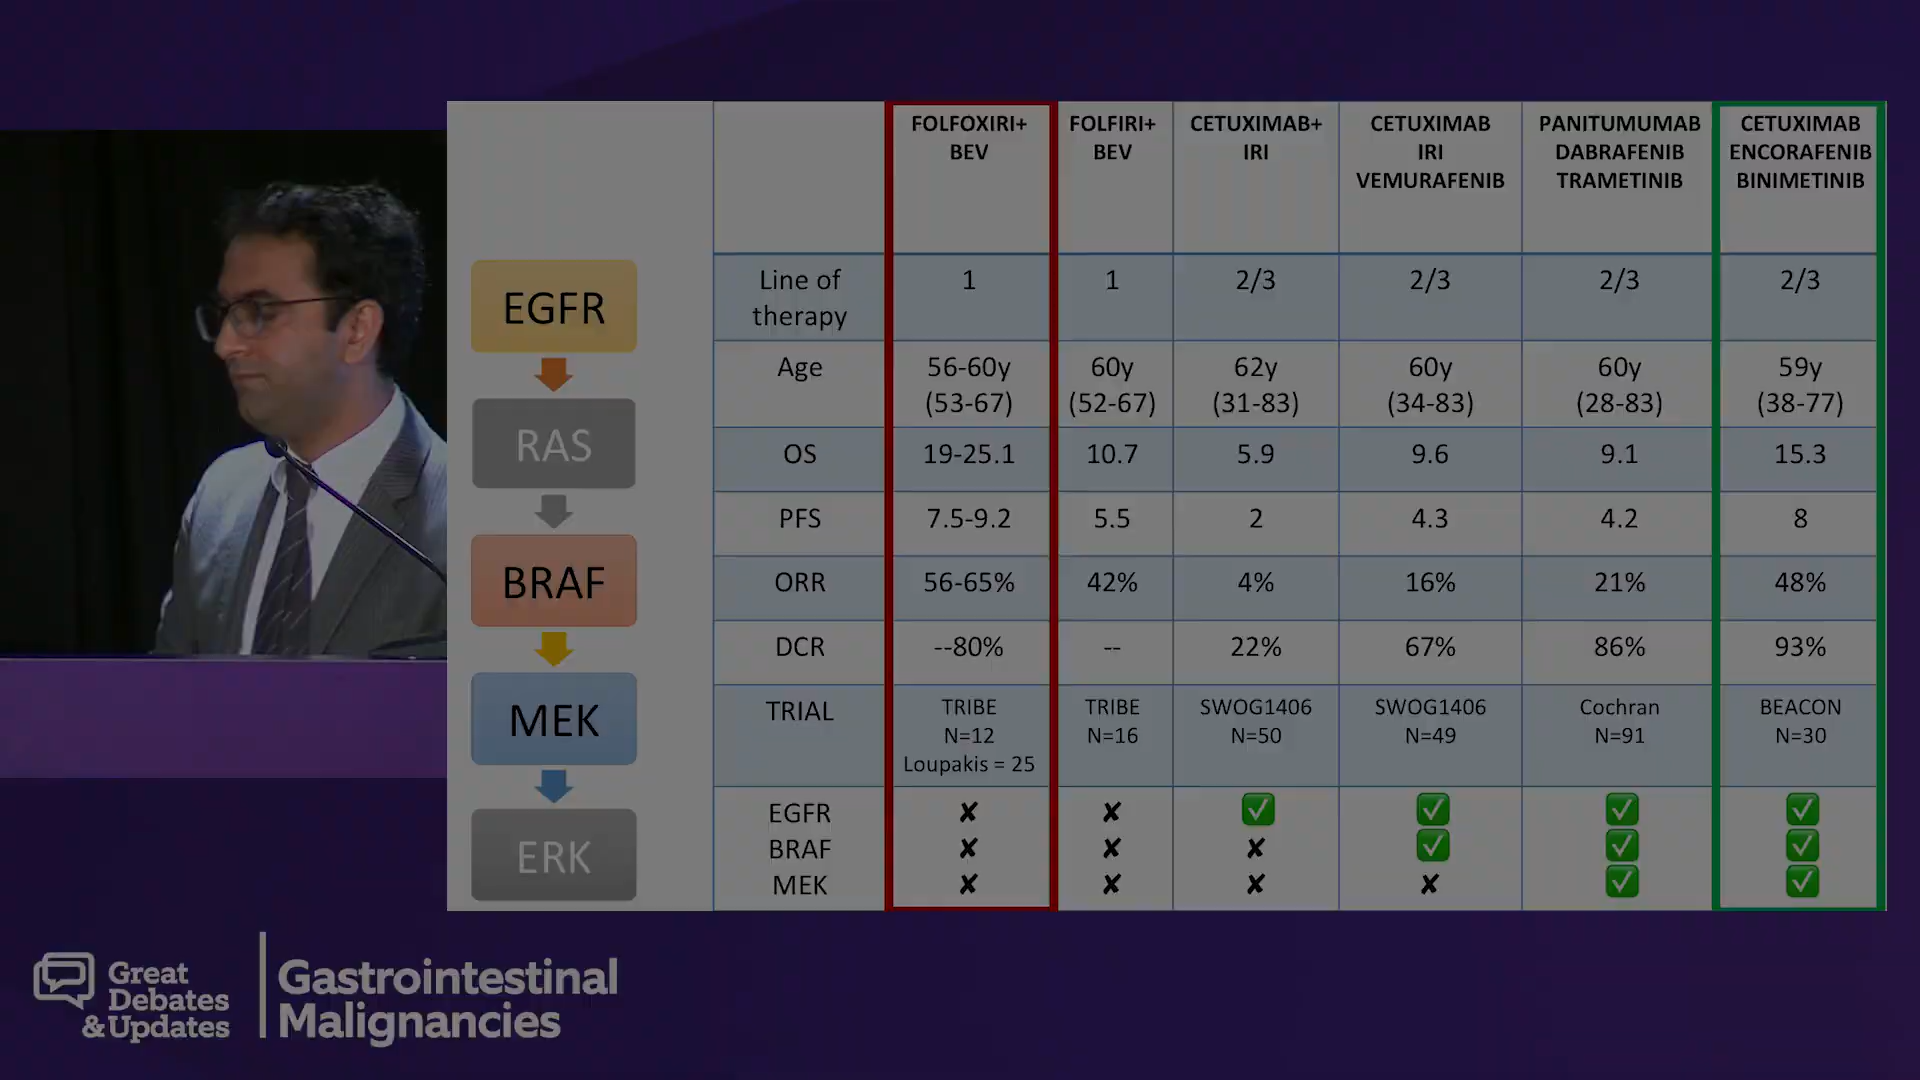 EGFR
RAS
BRAF
MEK
ERK
FOLFOXIRI+ BEV
FOLFIRI+ BEV
CETUXIMAB+ IRI
CETUXIMAB IRI VEMURAFENIB
PANITUMUMAB DABRAFENIB TRAMETINIB
CETUXIMAB ENCORAFENIB BINIMETINIB
Line of therapy 1 1 2/3 2/3 2/3 2/3
Age 56-60y (53-67) 60y (52-67) 62y (31-83) 60y (34-83) 60y (28-83) 59y (38-77)
OS 19-25.1 10.7 5.9 9.6 9.1 15.3
PFS 7.5-9.2 5.5 2 4.3 4.2 8
ORR 56-65% 42% 4% 16% 21% 48%
DCR --80% -- 22% 67% 86% 93%
TRIAL TRIBE N=12 Loupakis = 25 TRIBE N=16 SWOG1406 N=50 SWOG1406 N=49 Cochran N=91 BEACON N=30
EGFR ✘ ✘ ✅ ✅ ✅ ✅
BRAF ✘ ✘ ✘ ✅ ✅ ✅
MEK ✘ ✘ ✘ ✘ ✅ ✅
Great
Debates
& Updates
Gastrointestinal
Malignancies